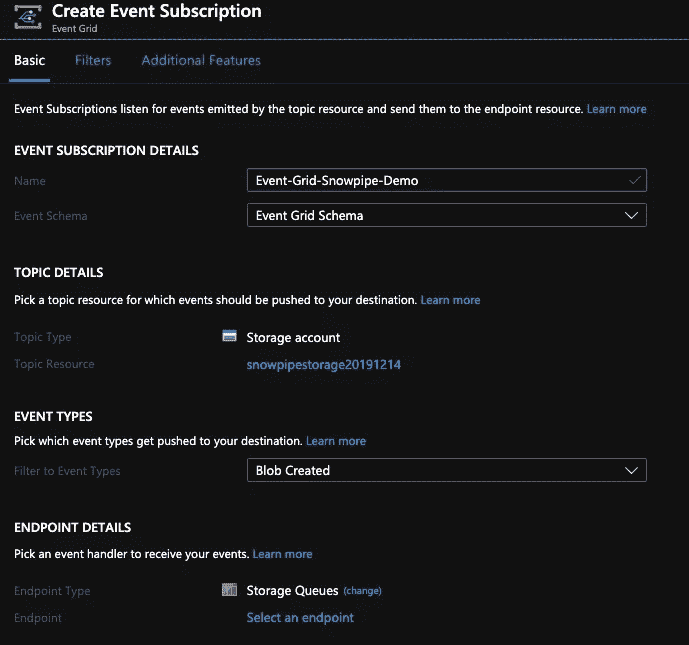 Create Event Subscription
Event Grid
Basic Filters Additional Features
Event Subscriptions listen for events emitted by the topic resource and send them to the endpoint resource. Learn more
EVENT SUBSCRIPTION DETAILS
Name Event-Grid-Snowpipe-Demo
Event Schema Event Grid Schema
TOPIC DETAILS
Pick a topic resource for which events should be pushed to your destination. Learn more
Topic Type Storage account
Topic Resource snowpipestorage20191214
EVENT TYPES
Pick which event types get pushed to your destination. Learn more
Filter to Event Types Blob Created
ENDPOINT DETAILS
Pick an event handler to receive your events. Learn more
Endpoint Type Storage Queues (change)
Endpoint Select an endpoint